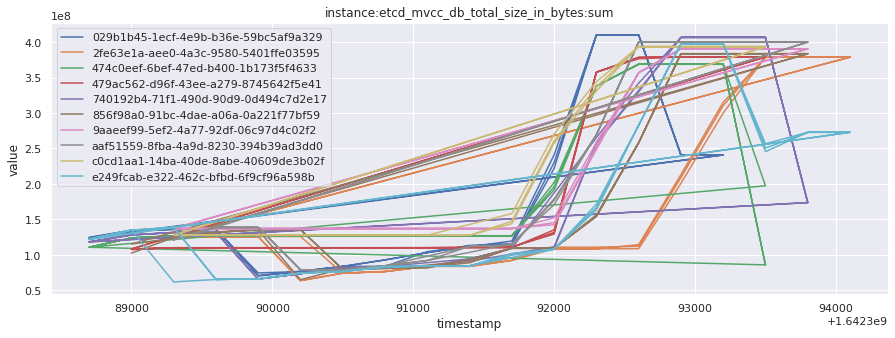 instance:etcd_mvcc_db_total_size_in_bytes:sum
1e8
029b1b45-1ecf-4e9b-b36e-59bc5af9a329
2fe63e1a-aee0-4a3c-9580-5401ffe03595
474c0eef-6bef-47ed-b400-1b173f5f4633
479ac562-d96f-43ee-a279-8745642f5e41
740192b4-71f1-490d-90d9-0d494c7d2e17
856f98a0-91bc-4dae-a06a-0a221f77bf59
9aaeef99-5ef2-4a77-92df-06c97d4c02f2
aaf51559-8fba-4a9d-8230-394b39ad3dd0
c0cd1aa1-14ba-40de-8abe-40609de3b02f
e249fcab-e322-462c-bfbd-6f9cf96a598b
4.0
3.5
3.0
2.5
2.0
1.5
1.0
0.5
value
89000 90000 91000 92000 93000 94000
timestamp
+1.6423e9